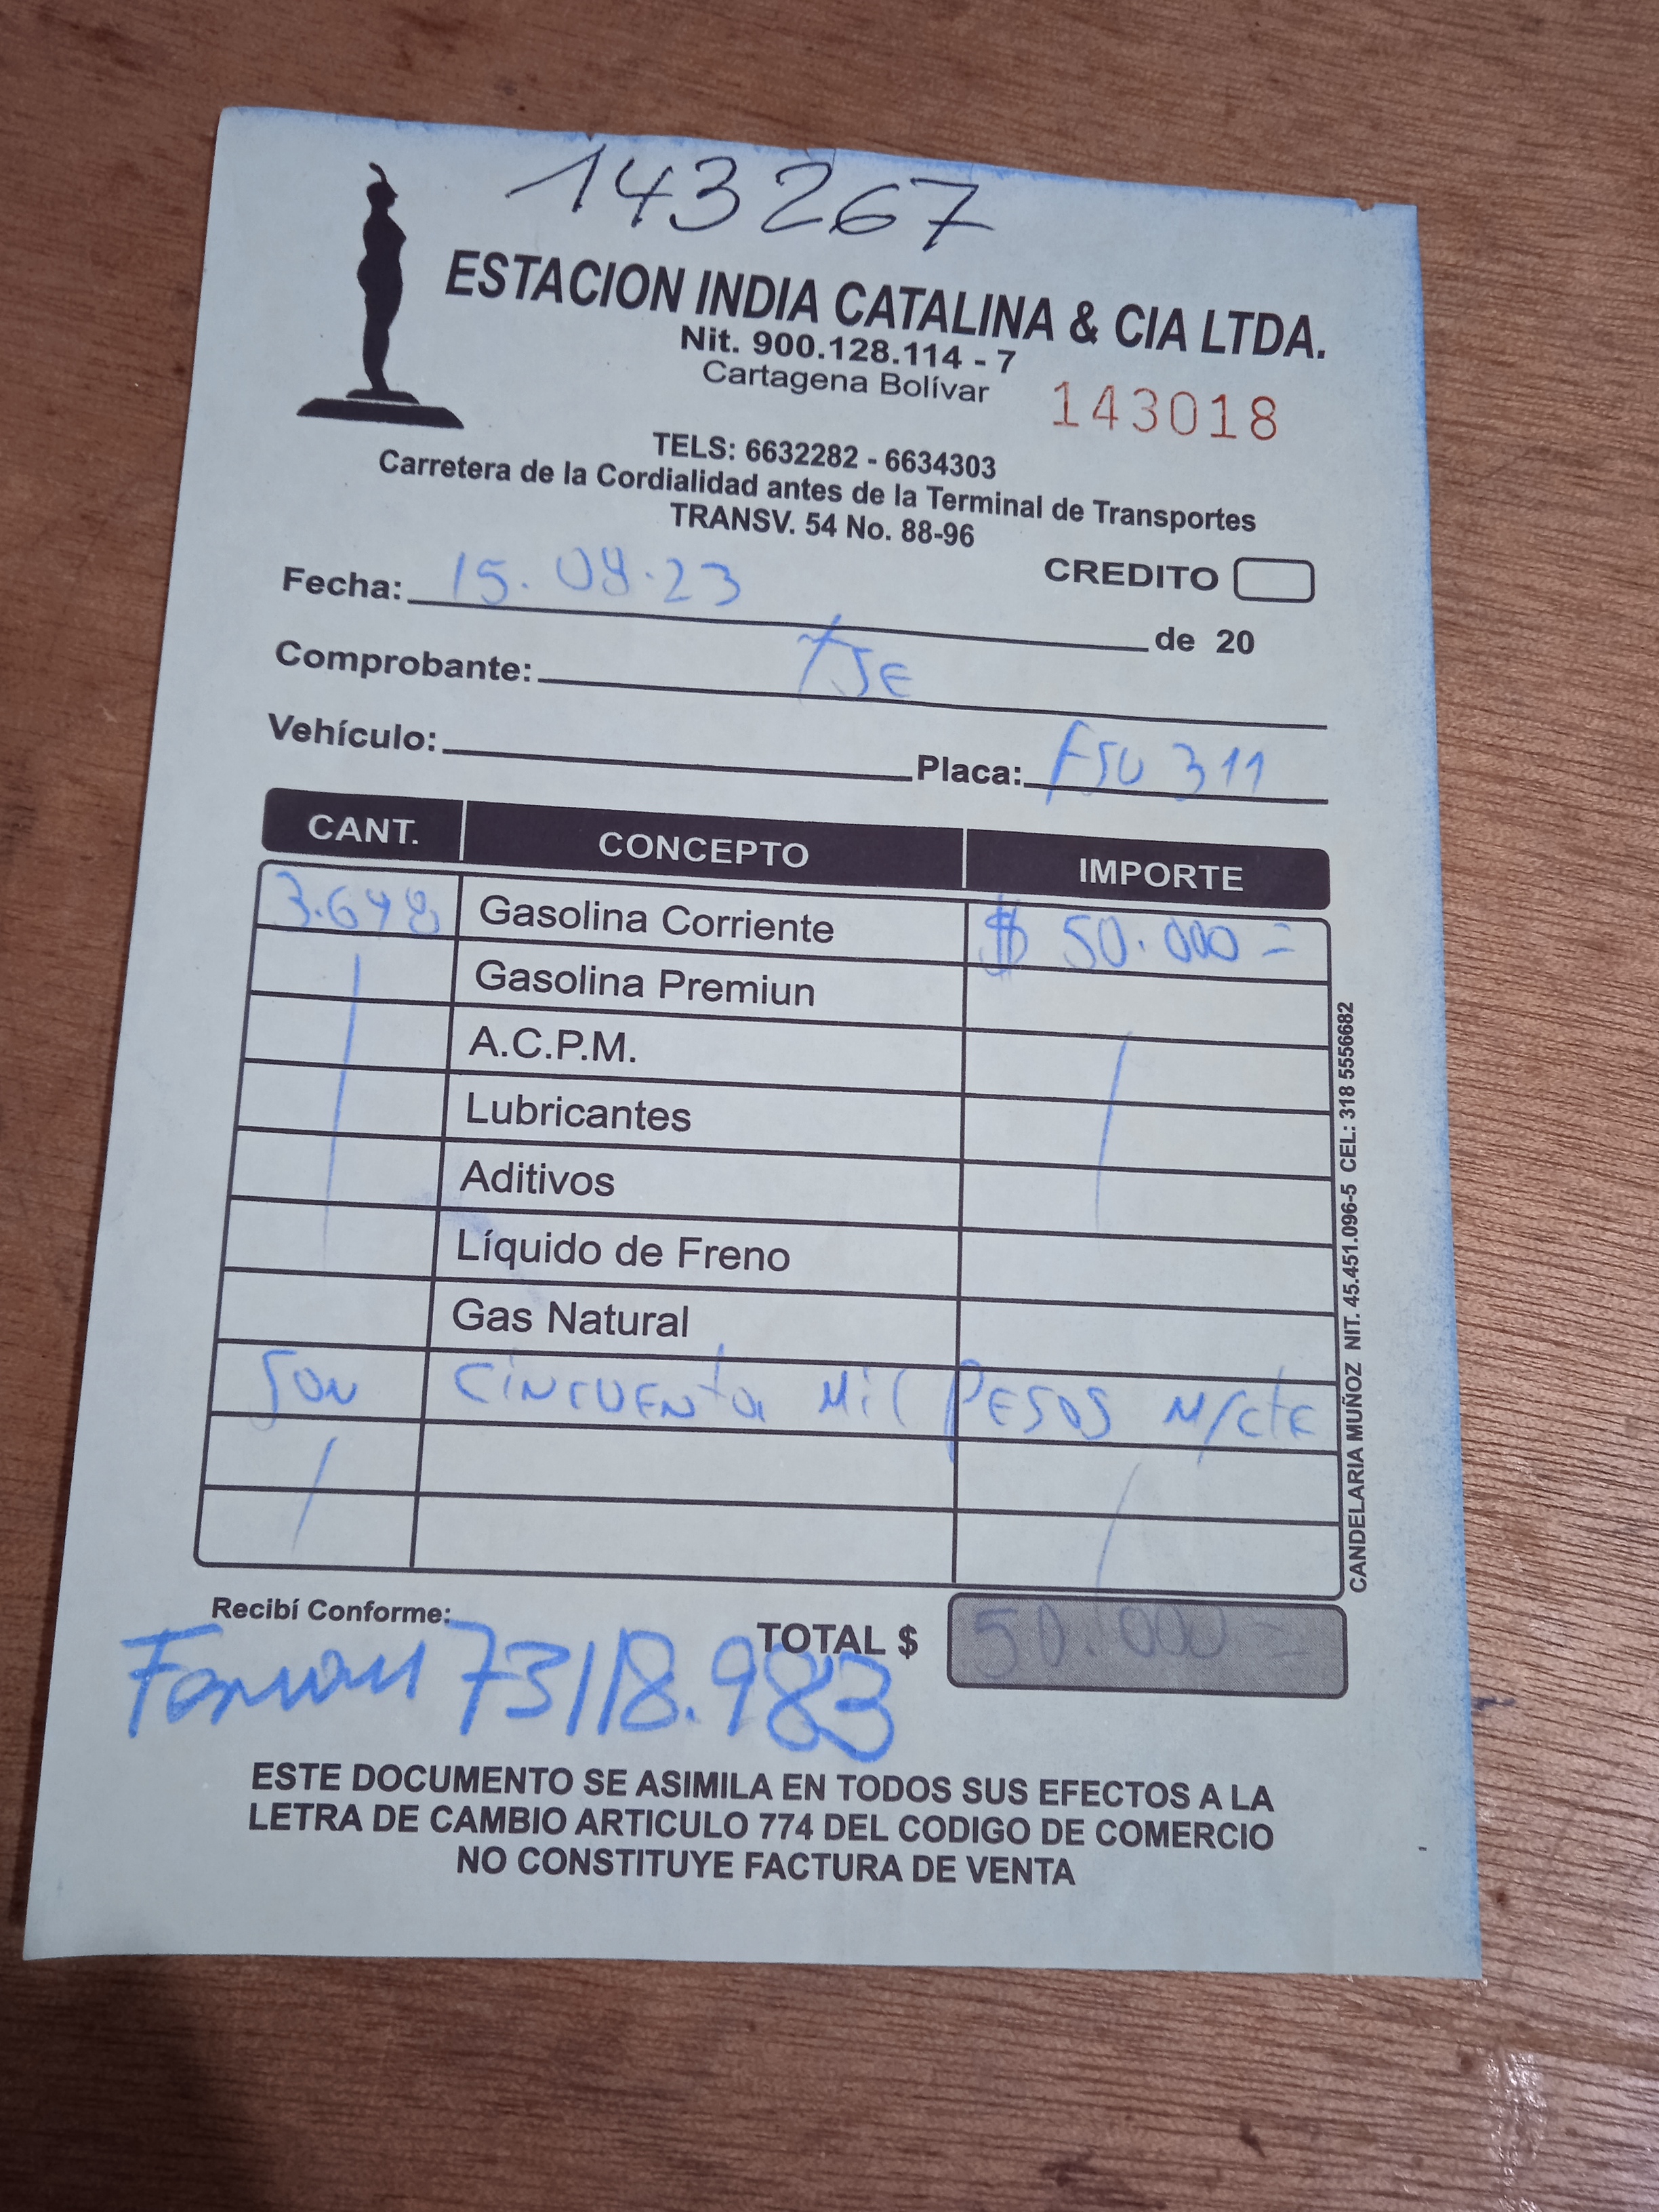 143267
ESTACION INDIA CATALINA & CIA LTDA.
Nit. 900.128.114 - 7
Cartagena Bolívar
143018
TELS: 6632282 - 6634303
Carretera de la Cordialidad antes de la Terminal de Transportes
TRANSV. 54 No. 88-96
CREDITO
Fecha: 15. 09.23 de 20
Comprobante:
Vehículo: Placa: FSU 311
CANT. CONCEPTO IMPORTE
3.648 Gasolina Corriente $ 50.000=
Gasolina Premiun
A.C.P.M.
Lubricantes
Aditivos
Líquido de Freno
Gas Natural
SON CINCUENTA MIL PESOS M/CTE
Recibí Conforme: TOTAL $ 50.000=
73118.983
ESTE DOCUMENTO SE ASIMILA EN TODOS SUS EFECTOS A LA
LETRA DE CAMBIO ARTICULO 774 DEL CODIGO DE COMERCIO
NO CONSTITUYE FACTURA DE VENTA
CANDELARIA MUÑOZ NIT. 45.451.096-5 CEL: 318 5556682